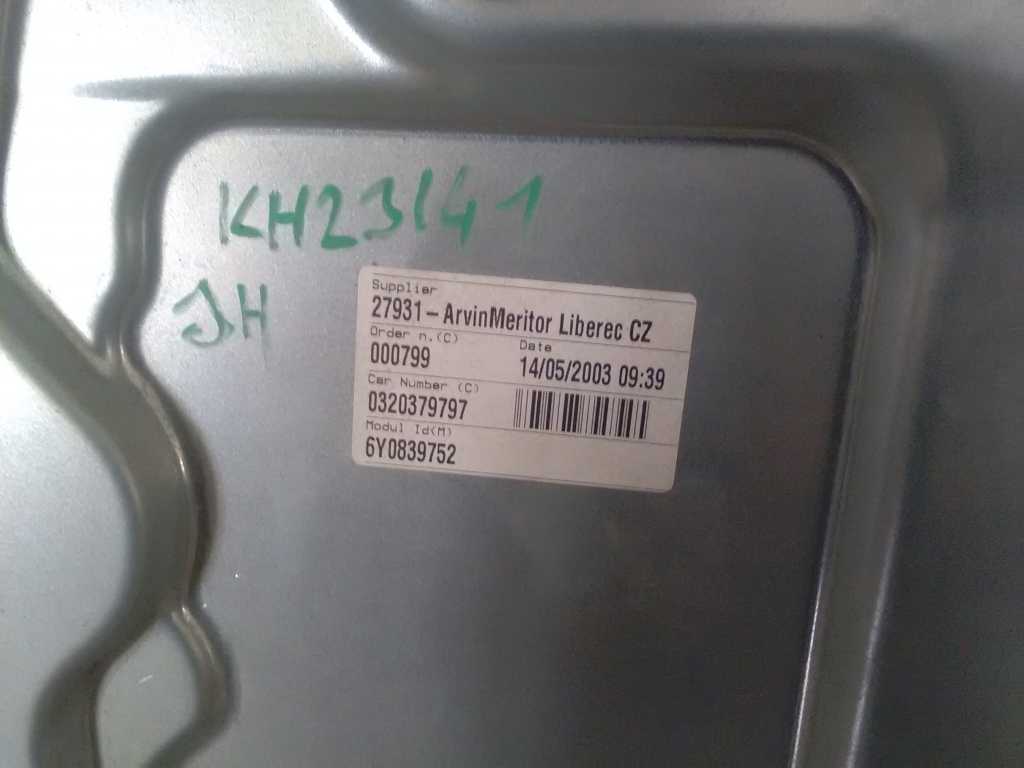 KH23141
JH
Supplier
27931-ArvinMeritor Liberec CZ
Order n.(C) Date
000799 14/05/2003 09:39
Car Number (C)
0320379797
Modul Id(M)
6Y0839752